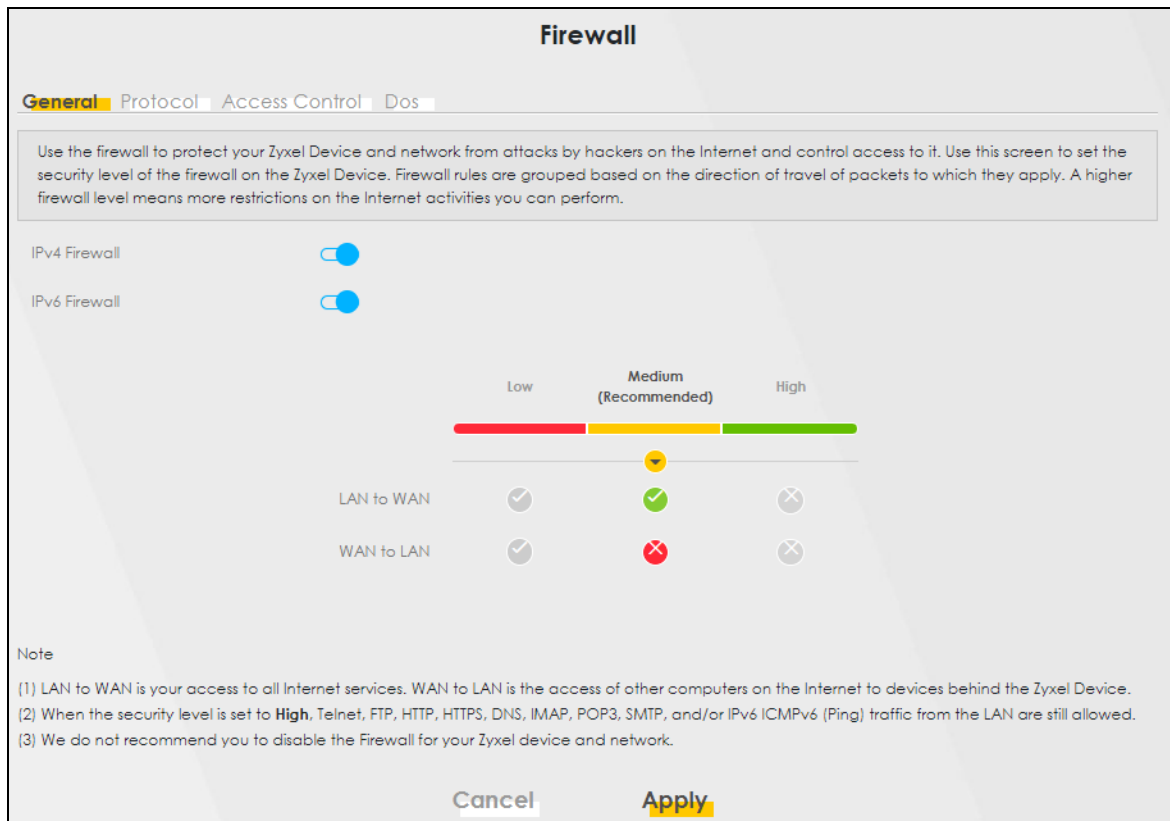 Firewall
General Protocol Access Control Dos
Use the firewall to protect your Zyxel Device and network from attacks by hackers on the Internet and control access to it. Use this screen to set the
security level of the firewall on the Zyxel Device. Firewall rules are grouped based on the direction of travel of packets to which they apply. A higher
firewall level means more restrictions on the Internet activities you can perform.
IPv4 Firewall
IPv6 Firewall
Low Medium (Recommended) High
LAN to WAN
WAN to LAN
Note
(1) LAN to WAN is your access to all Internet services. WAN to LAN is the access of other computers on the Internet to devices behind the Zyxel Device.
(2) When the security level is set to High, Telnet, FTP, HTTP, HTTPS, DNS, IMAP, POP3, SMTP, and/or IPv6 ICMPv6 (Ping) traffic from the LAN are still allowed.
(3) We do not recommend you to disable the Firewall for your Zyxel device and network.
Cancel Apply